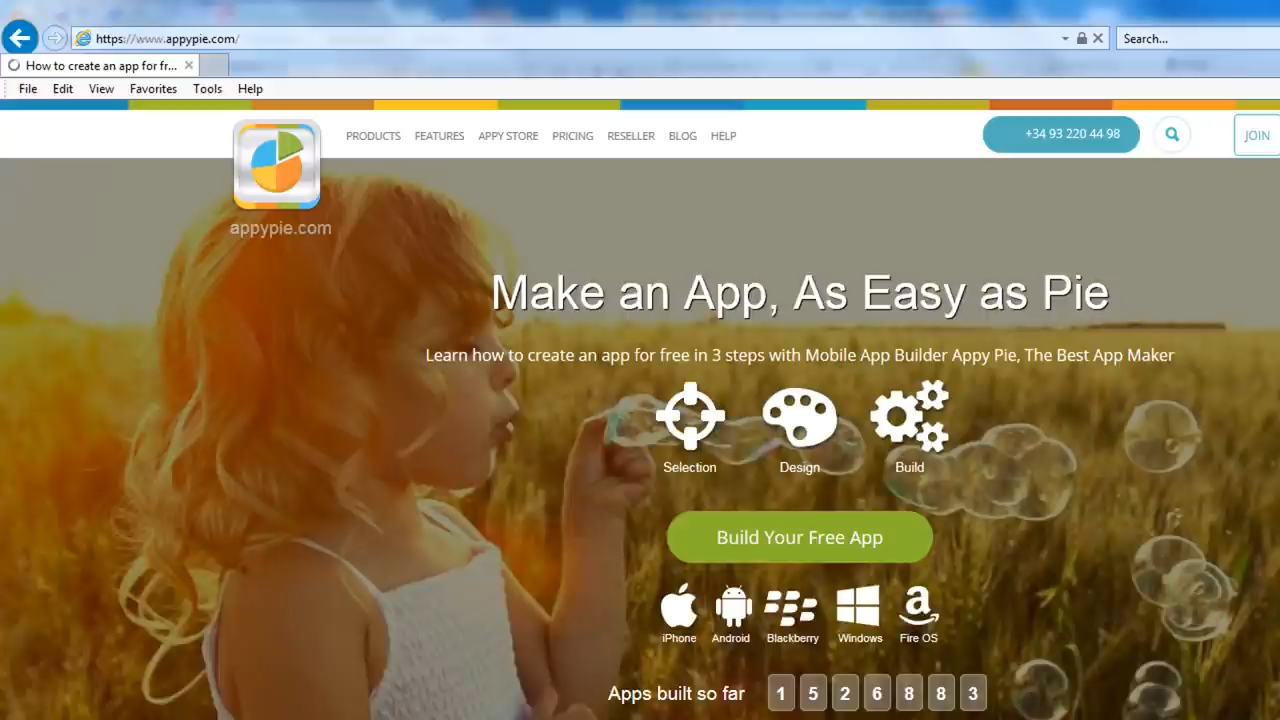 https://www.appypie.com/
Search...
How to create an app for fr...
File Edit View Favorites Tools Help
PRODUCTS FEATURES APPY STORE PRICING RESELLER BLOG HELP
+34 93 220 44 98
JOIN
appypie.com
Make an App, As Easy as Pie
Learn how to create an app for free in 3 steps with Mobile App Builder Appy Pie, The Best App Maker
Selection Design Build
Build Your Free App
iPhone Android Blackberry Windows Fire OS
Apps built so far 1 5 2 6 8 8 3